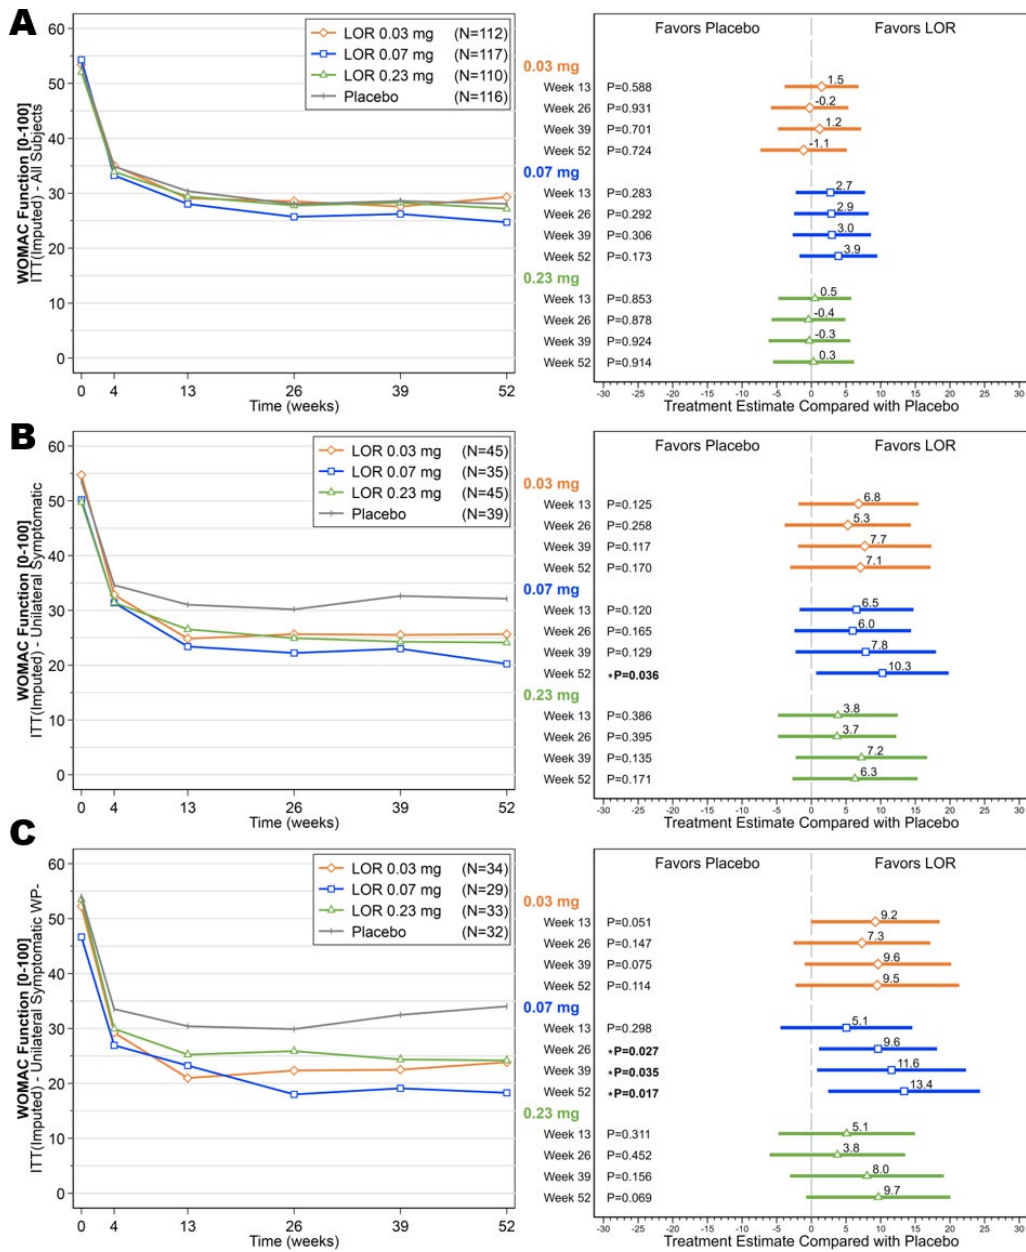 A
WOMAC Function [0-100]
ITT(Imputed) - All Subjects
60
50
40
30
20
10
0
LOR 0.03 mg (N=112)
LOR 0.07 mg (N=117)
LOR 0.23 mg (N=110)
Placebo (N=116)
0 4 13 26 39 52
Time (weeks)
Favors Placebo Favors LOR
0.03 mg
Week 13 P=0.588 1.5
Week 26 P=0.931 -0.2
Week 39 P=0.701 1.2
Week 52 P=0.724 -1.1
0.07 mg
Week 13 P=0.283 2.7
Week 26 P=0.292 2.9
Week 39 P=0.306 3.0
Week 52 P=0.173 3.9
0.23 mg
Week 13 P=0.853 0.5
Week 26 P=0.878 -0.4
Week 39 P=0.924 -0.3
Week 52 P=0.914 0.3
-30 -25 -20 -15 -10 -5 0 5 10 15 20 25 30
Treatment Estimate Compared with Placebo
B
WOMAC Function [0-100]
ITT(Imputed) - Unilateral Symptomatic
60
50
40
30
20
10
0
LOR 0.03 mg (N=45)
LOR 0.07 mg (N=35)
LOR 0.23 mg (N=45)
Placebo (N=39)
0 4 13 26 39 52
Time (weeks)
Favors Placebo Favors LOR
0.03 mg
Week 13 P=0.125 6.8
Week 26 P=0.258 5.3
Week 39 P=0.117 7.7
Week 52 P=0.170 7.1
0.07 mg
Week 13 P=0.120 6.5
Week 26 P=0.165 6.0
Week 39 P=0.129 7.8
Week 52 *P=0.036 10.3
0.23 mg
Week 13 P=0.386 3.8
Week 26 P=0.395 3.7
Week 39 P=0.135 7.2
Week 52 P=0.171 6.3
-30 -25 -20 -15 -10 -5 0 5 10 15 20 25 30
Treatment Estimate Compared with Placebo
C
WOMAC Function [0-100]
ITT(Imputed) - Unilateral Symptomatic WP-
60
50
40
30
20
10
0
LOR 0.03 mg (N=34)
LOR 0.07 mg (N=29)
LOR 0.23 mg (N=33)
Placebo (N=32)
0 4 13 26 39 52
Time (weeks)
Favors Placebo Favors LOR
0.03 mg
Week 13 P=0.051 9.2
Week 26 P=0.147 7.3
Week 39 P=0.075 9.6
Week 52 P=0.114 9.5
0.07 mg
Week 13 P=0.298 5.1
Week 26 *P=0.027 9.6
Week 39 *P=0.035 11.6
Week 52 *P=0.017 13.4
0.23 mg
Week 13 P=0.311 5.1
Week 26 P=0.452 3.8
Week 39 P=0.156 8.0
Week 52 P=0.069 9.7
-30 -25 -20 -15 -10 -5 0 5 10 15 20 25 30
Treatment Estimate Compared with Placebo